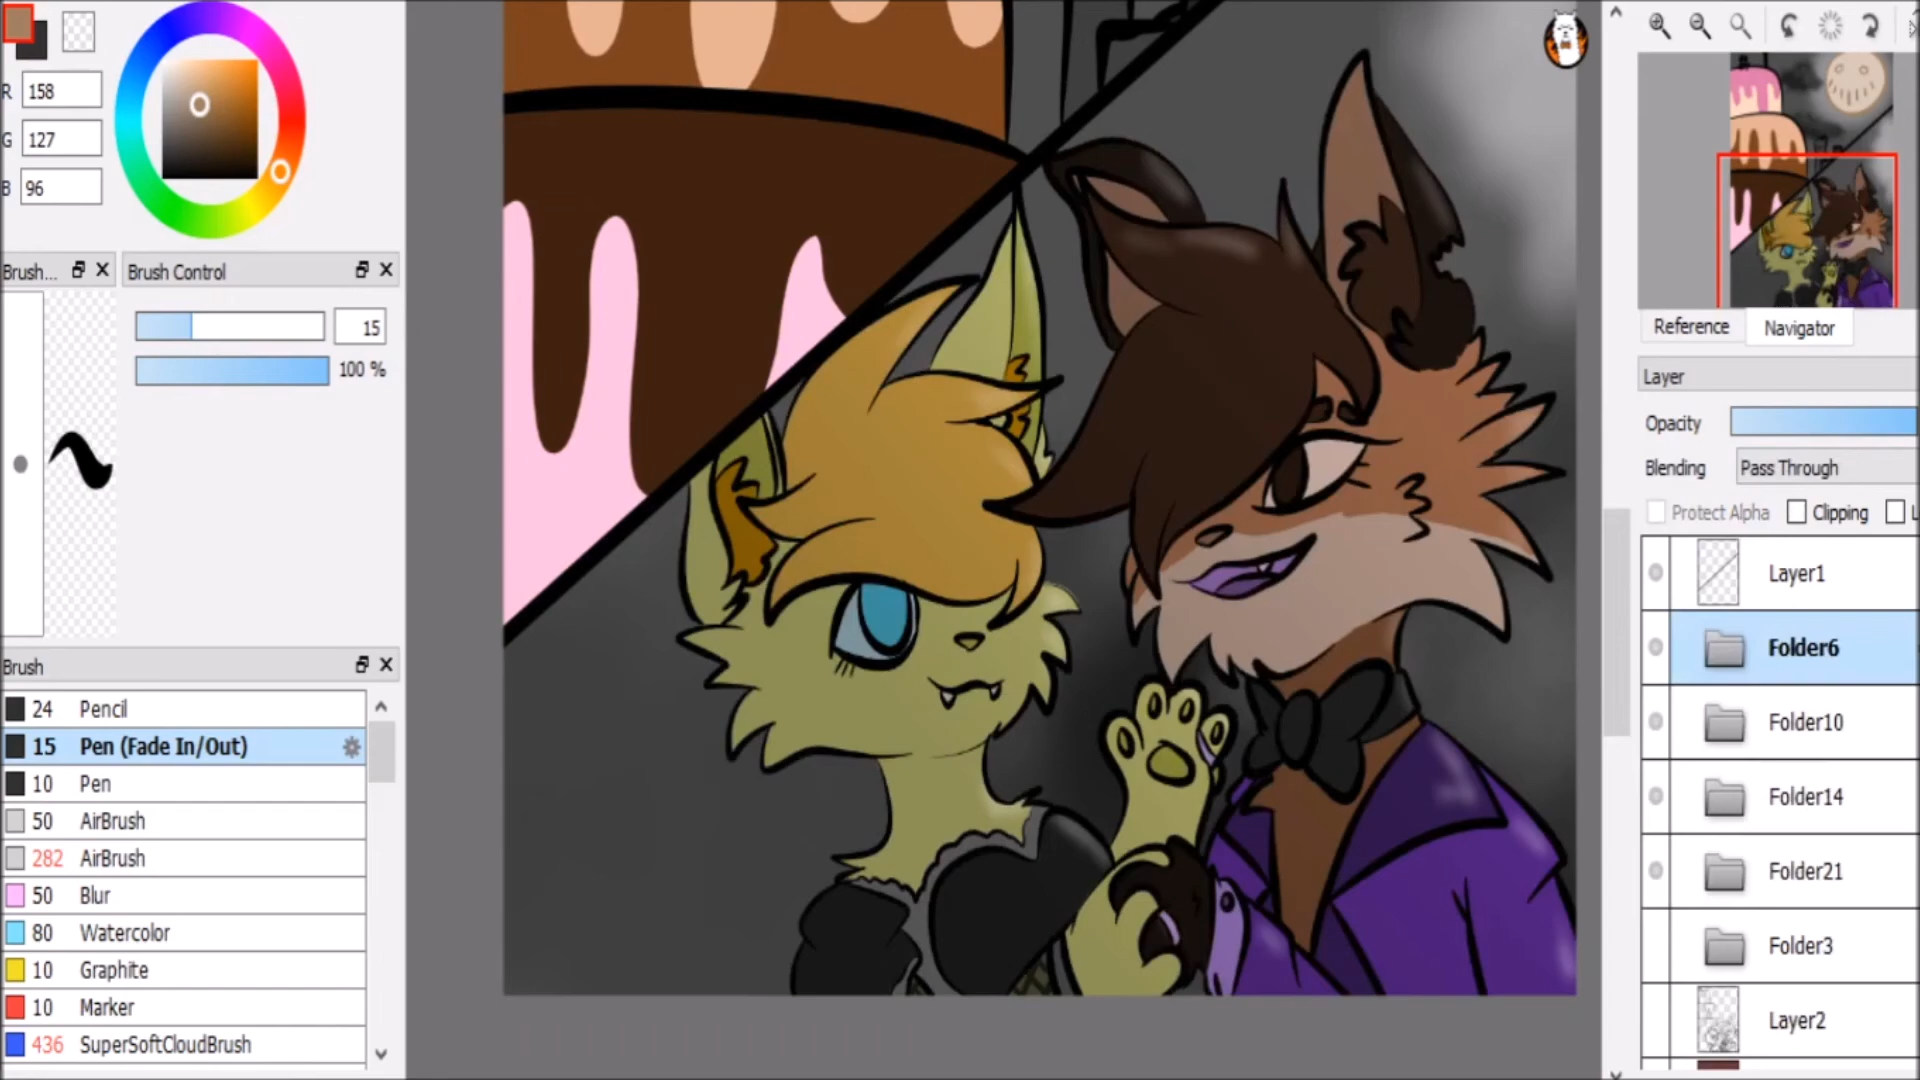 R 158
G 127
B 96
Brush...
Brush Control
15
100 %
Brush
24 Pencil
15 Pen (Fade In/Out)
10 Pen
50 AirBrush
282 AirBrush
50 Blur
80 Watercolor
10 Graphite
10 Marker
436 SuperSoftCloudBrush
Reference Navigator
Layer
Opacity
Blending Pass Through
Protect Alpha Clipping L
Layer1
Folder6
Folder10
Folder14
Folder21
Folder3
Layer2